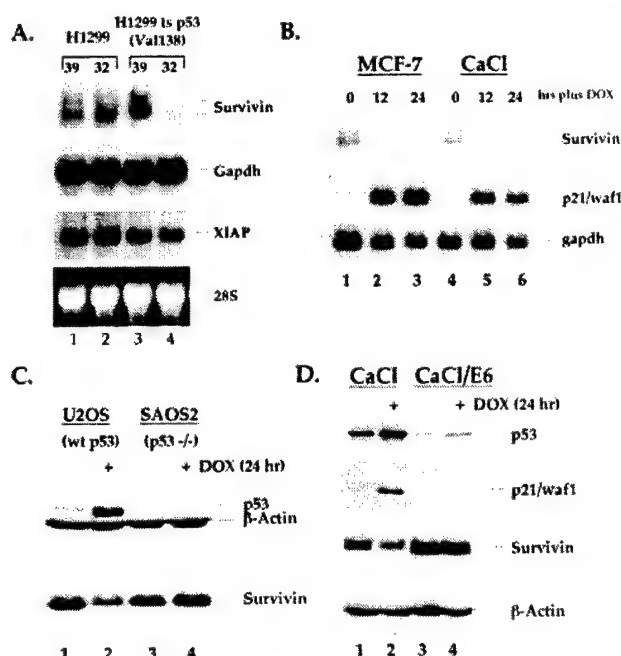 A.
H1299
H1299 ts p53
(Val138)
39 32 39 32
Survivin
Gapdh
XIAP
28S
1 2 3 4
B.
MCF-7 CaCl
0 12 24 0 12 24 hrs plus DOX
Survivin
p21/waf1
gapdh
1 2 3 4 5 6
C.
U2OS SAOS2
(wt p53) (p53 -/-)
+ + DOX (24 hr)
p53
β-Actin
Survivin
1 2 3 4
D.
CaCl CaCl/E6
+ + DOX (24 hr)
p53
p21/waf1
Survivin
β-Actin
1 2 3 4